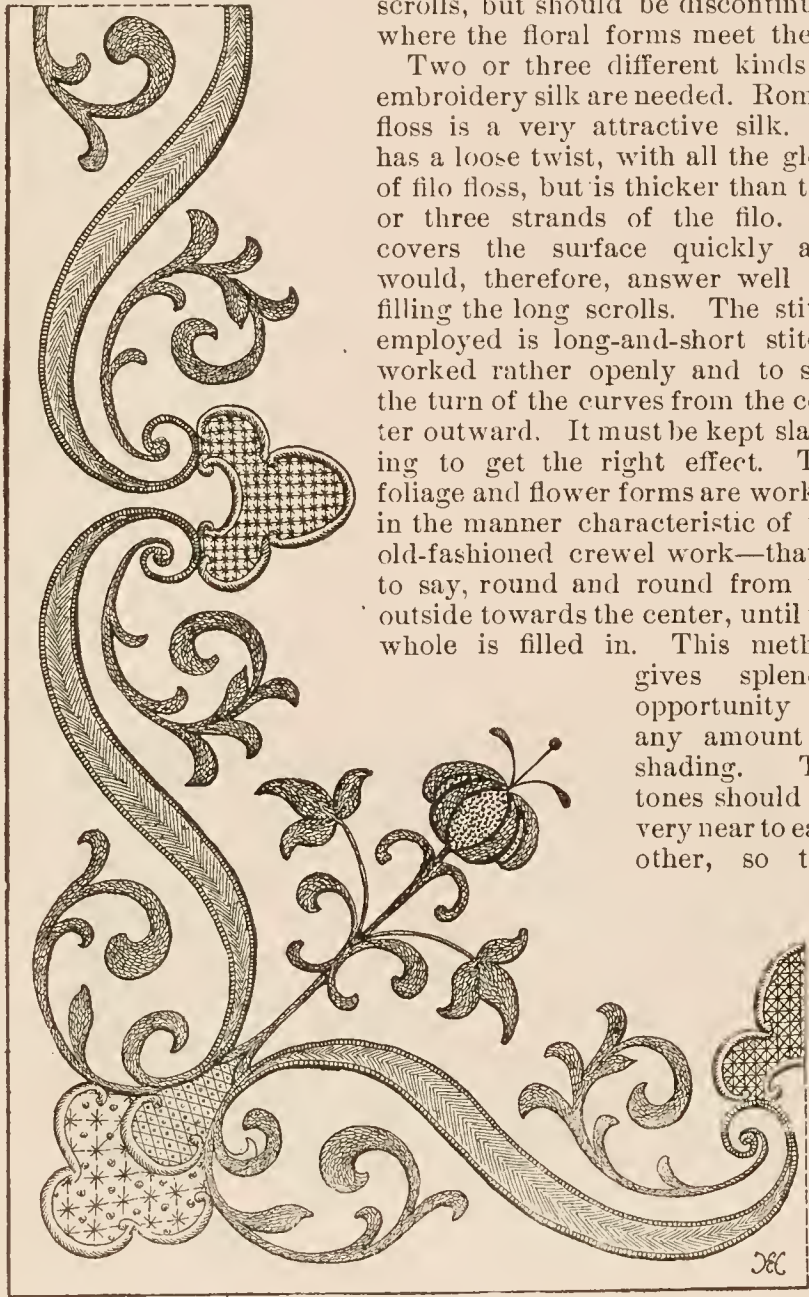 scrolls, but should be discontinu
where the floral forms meet the
Two or three different kinds
embroidery silk are needed. Rom
floss is a very attractive silk.
has a loose twist, with all the gl
of filo floss, but is thicker than t
or three strands of the filo.
covers the surface quickly a
would, therefore, answer well
filling the long scrolls. The stit
employed is long-and-short stit
worked rather openly and to s
the turn of the curves from the c
ter outward. It must be kept sla
ing to get the right effect. T
foliage and flower forms are work
in the manner characteristic of
old-fashioned crewel work—that
to say, round and round from
outside towards the center, until
whole is filled in. This meth
gives splen
opportunity
any amount
shading. T
tones should
very near to ea
other, so t